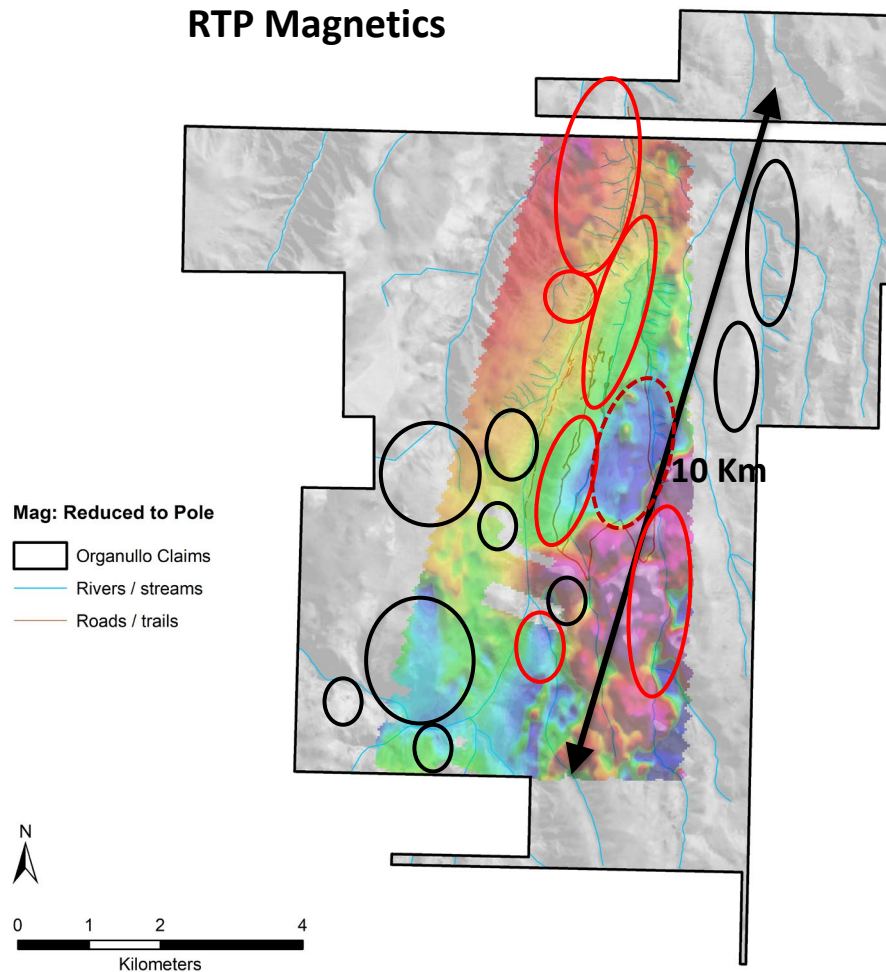 RTP Magnetics
10 Km
Mag: Reduced to Pole
Organullo Claims
Rivers / streams
Roads / trails
N
0 1 2 4
Kilometers